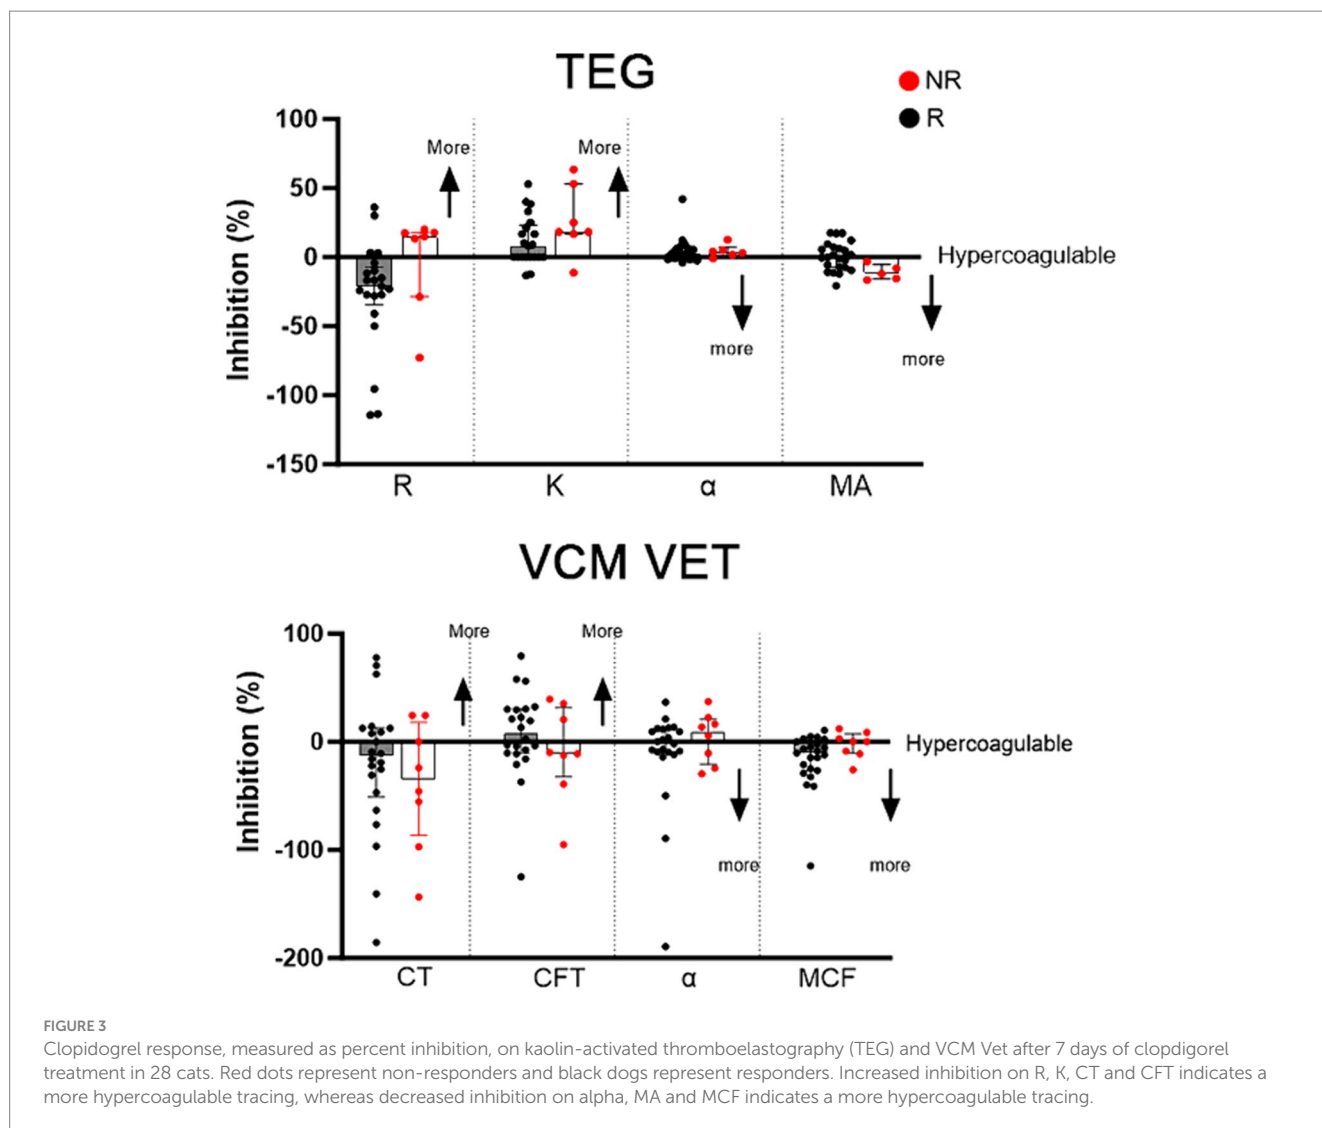 TEG
NR
R
100
50
0
-50
-100
-150
Inhibition (%)
More
More
more
more
Hypercoagulable
R
K
α
MA
VCM VET
100
0
-100
-200
Inhibition (%)
More
More
more
more
Hypercoagulable
CT
CFT
α
MCF
FIGURE 3
Clopidogrel response, measured as percent inhibition, on kaolin-activated thromboelastography (TEG) and VCM Vet after 7 days of clopdigorel
treatment in 28 cats. Red dots represent non-responders and black dogs represent responders. Increased inhibition on R, K, CT and CFT indicates a
more hypercoagulable tracing, whereas decreased inhibition on alpha, MA and MCF indicates a more hypercoagulable tracing.